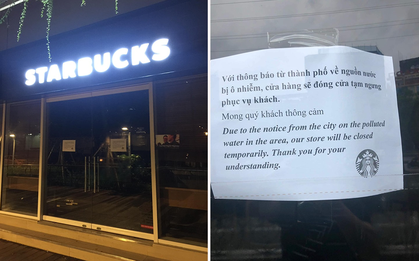 STARBUCKS
Với thông báo từ thành phố về nguồn nước
bị ô nhiễm, cửa hàng sẽ đóng cửa tạm ngưng
phục vụ khách.
Mong quý khách thông cảm
Due to the notice from the city on the polluted
water in the area, our store will be closed
temporarily. Thank you for your
understanding.